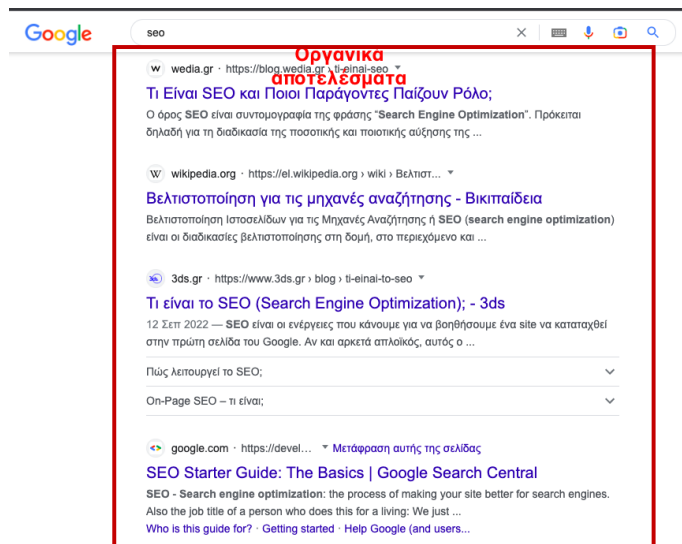 Google
seo
Οργανικά
αποτελέσματα
wedia.gr · https://blog.wedia.gr › ti-einai-seo
Τι Είναι SEO και Ποιοι Παράγοντες Παίζουν Ρόλο;
Ο όρος SEO είναι συντομογραφία της φράσης “Search Engine Optimization”. Πρόκειται
δηλαδή για τη διαδικασία της ποσοτικής και ποιοτικής αύξησης της ...
W wikipedia.org · https://el.wikipedia.org › wiki › Βελτιστ...
Βελτιστοποίηση για τις μηχανές αναζήτησης - Βικιπαίδεια
Βελτιστοποίηση Ιστοσελίδων για τις Μηχανές Αναζήτησης ή SEO (search engine optimization)
είναι οι διαδικασίες βελτιστοποίησης στη δομή, στο περιεχόμενο και ...
3ds.gr · https://www.3ds.gr › blog › ti-einai-to-seo
Τι είναι το SEO (Search Engine Optimization); - 3ds
12 Σεπ 2022 — SEO είναι οι ενέργειες που κάνουμε για να βοηθήσουμε ένα site να καταταχθεί
στην πρώτη σελίδα του Google. Αν και αρκετά απλοϊκός, αυτός ο ...
Πώς λειτουργεί το SEO;
On-Page SEO – τι είναι;
google.com · https://devel... Μετάφραση αυτής της σελίδας
SEO Starter Guide: The Basics | Google Search Central
SEO - Search engine optimization: the process of making your site better for search engines.
Also the job title of a person who does this for a living: We just ...
Who is this guide for? · Getting started · Help Google (and users...